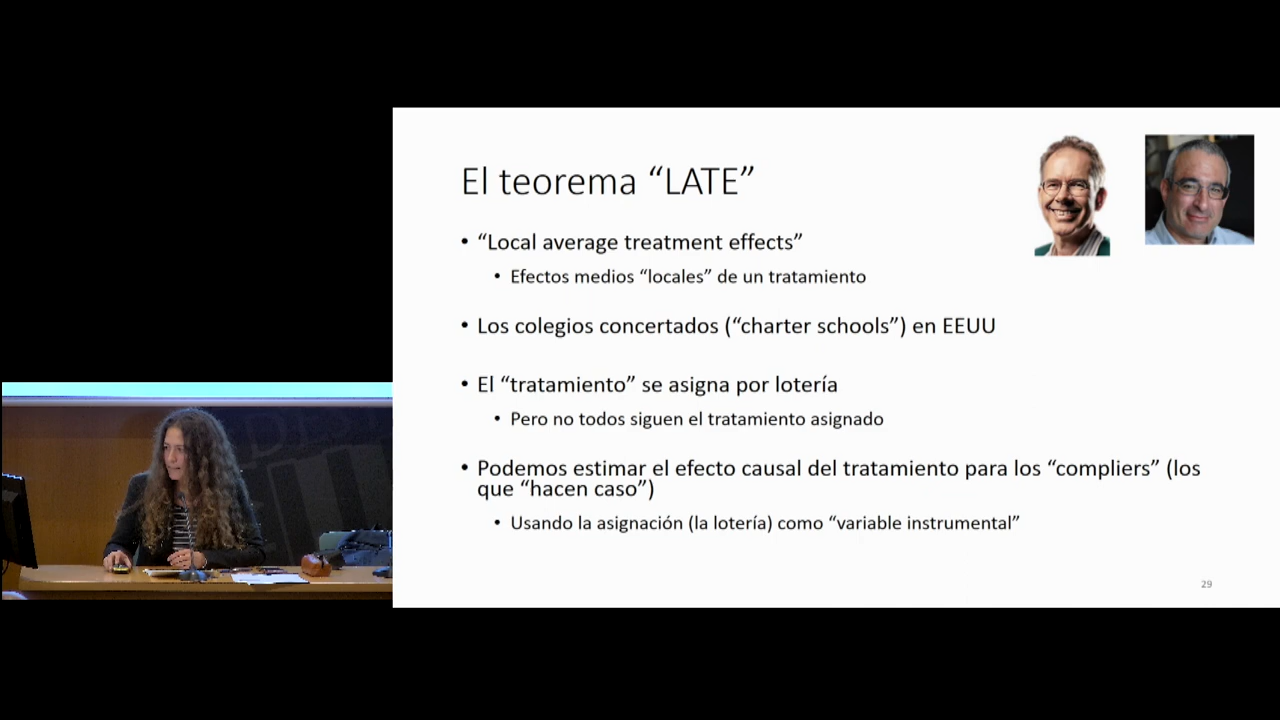 El teorema “LATE”
• “Local average treatment effects”
• Efectos medios “locales” de un tratamiento
• Los colegios concertados (“charter schools”) en EEUU
• El “tratamiento” se asigna por lotería
• Pero no todos siguen el tratamiento asignado
• Podemos estimar el efecto causal del tratamiento para los “compliers” (los
que “hacen caso”)
• Usando la asignación (la lotería) como “variable instrumental”
29